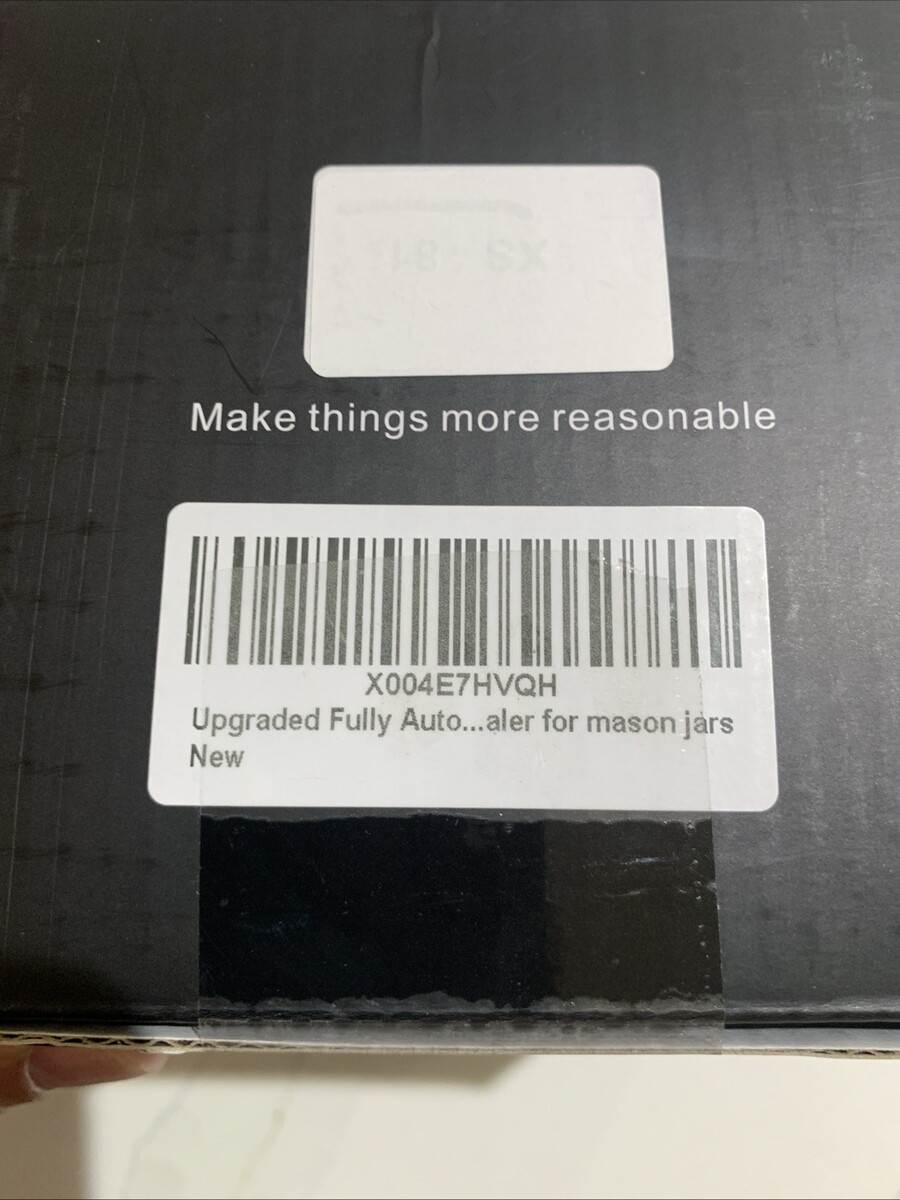 Make things more reasonable
X004E7HVQH
Upgraded Fully Auto...aler for mason jars
New